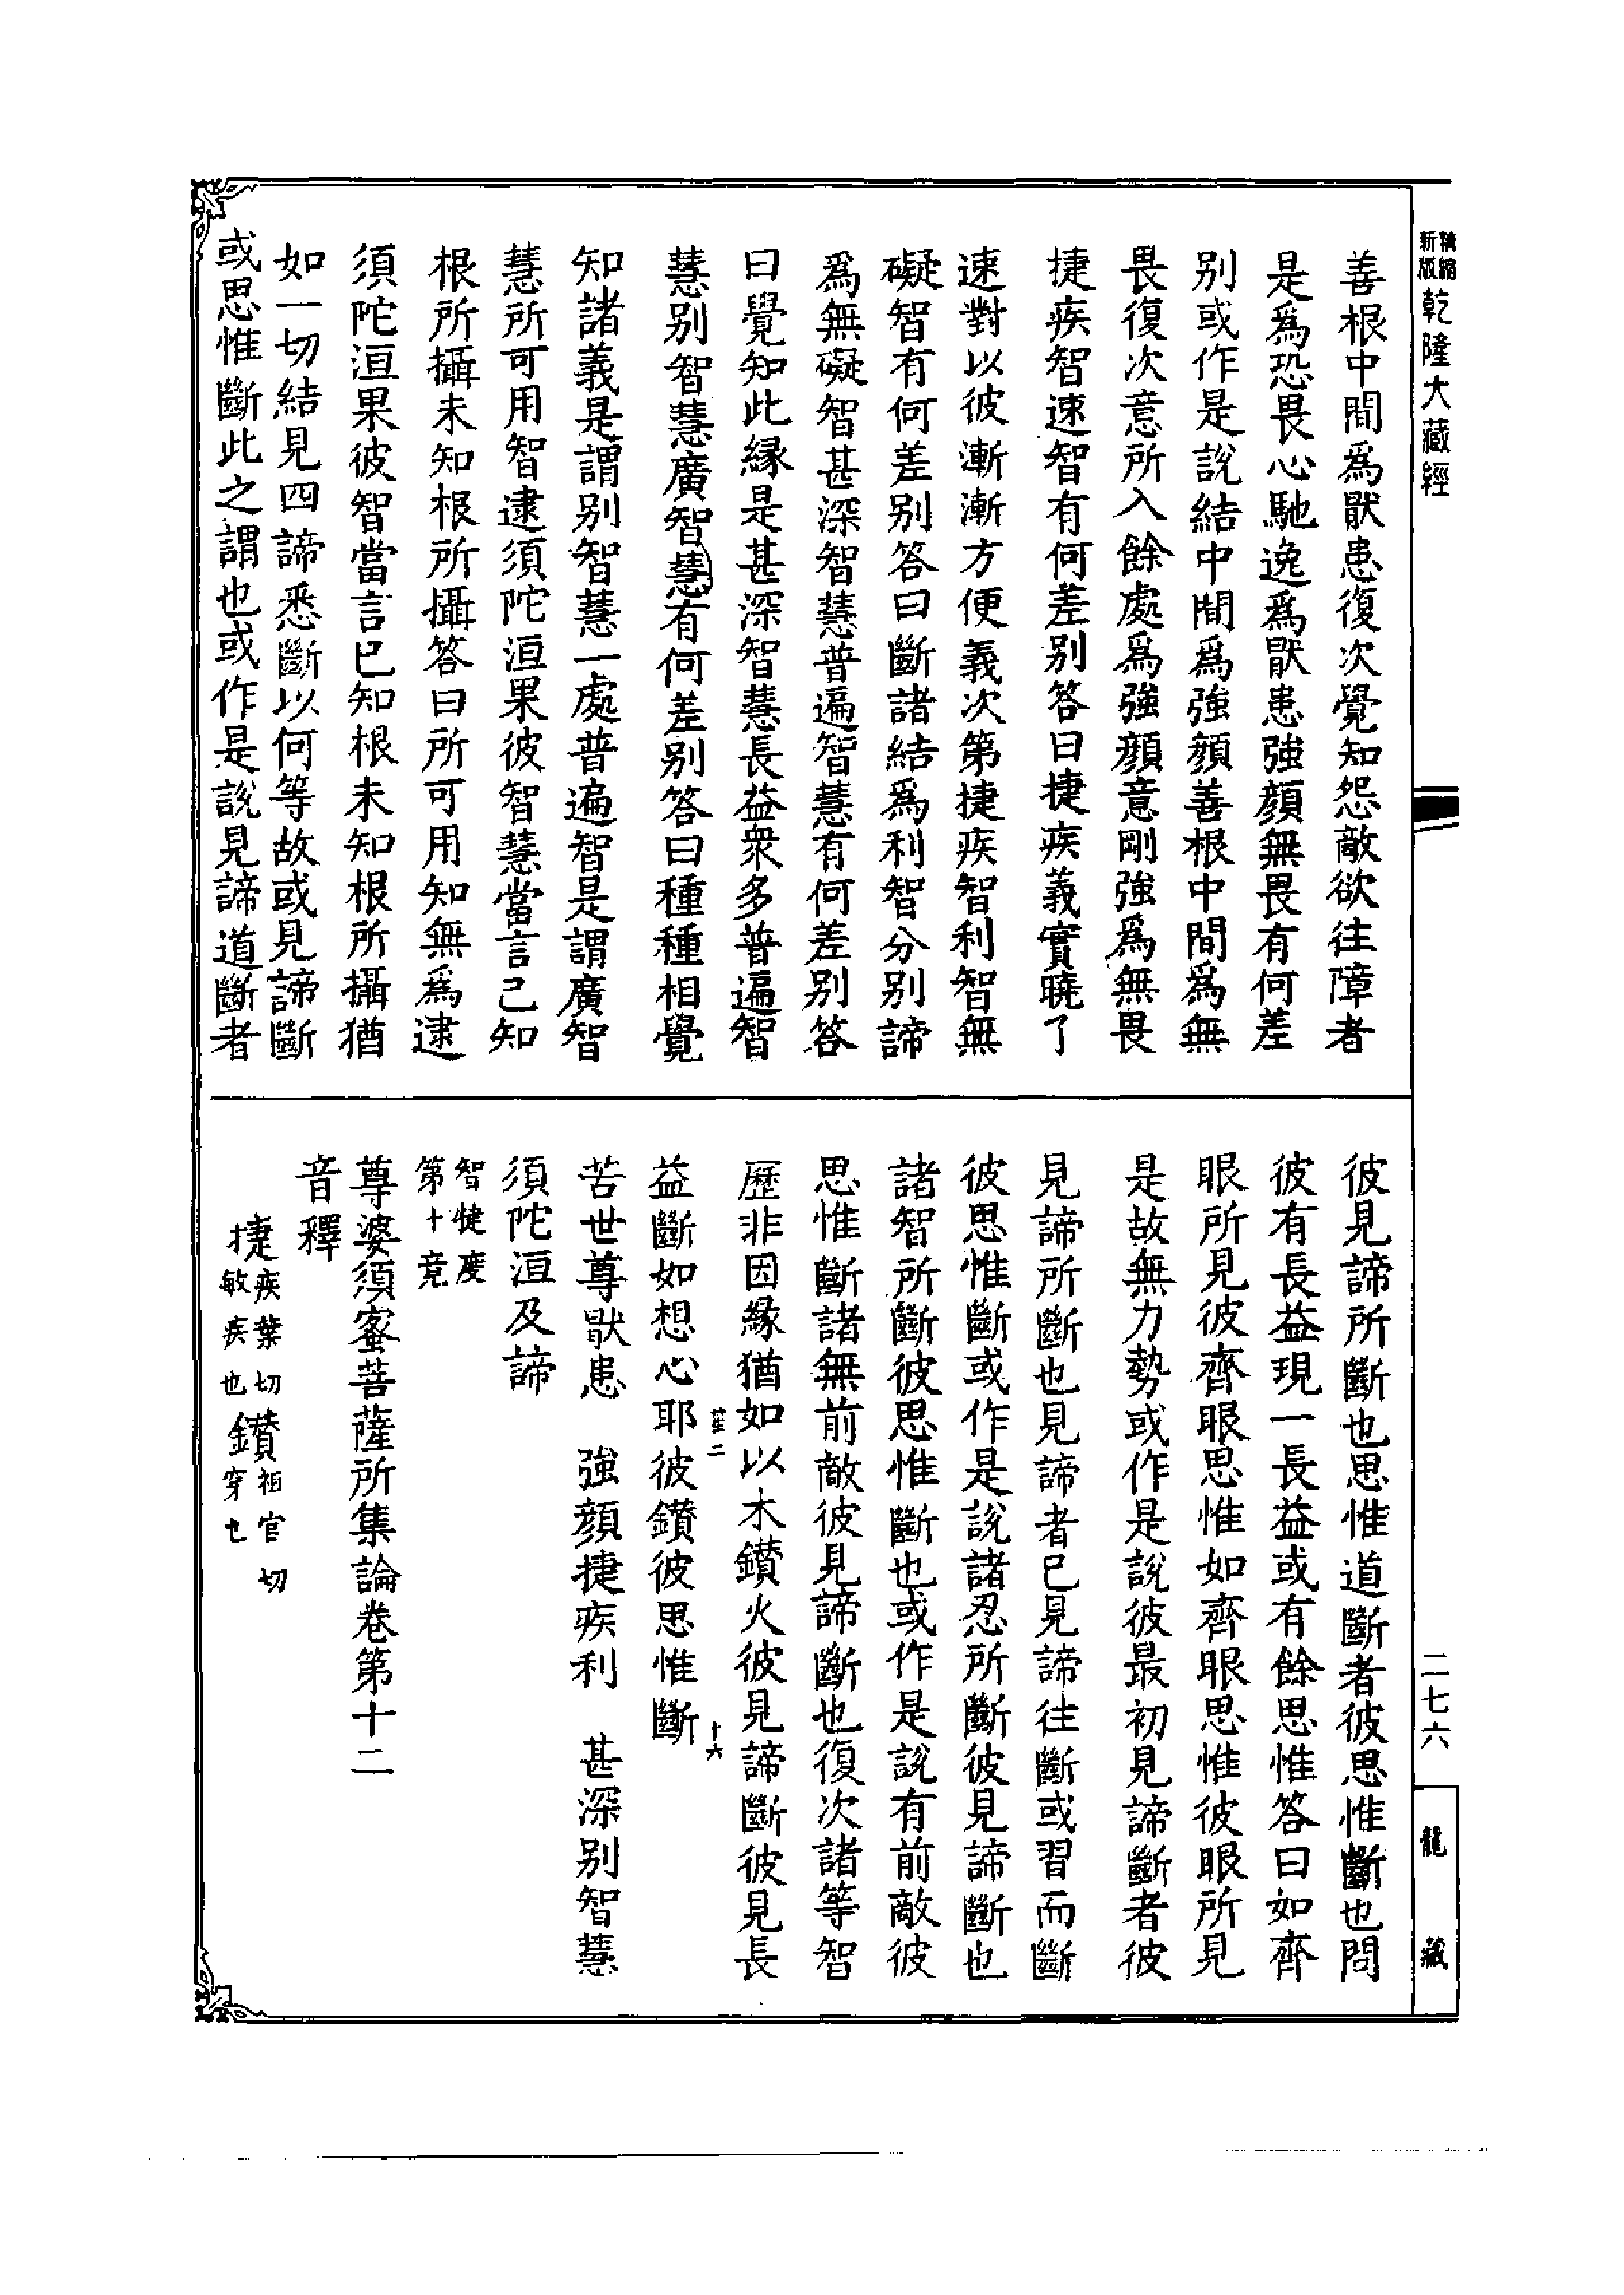 新版精縮乾隆大藏經
善根中間爲猒患復次覺知怨敵欲往障者
是爲恐畏心馳逸爲猒患強顏無畏有何差
别或作是說結中間爲強顏善根中間爲無
畏復次意所入餘處爲強顏意剛強爲無畏
捷疾智速智有何差别答曰捷疾義實曉了
速對以彼漸漸方便義次第捷疾智利智無
礙智有何差别答曰斷諸結爲利智分别諦
爲無礙智甚深智慧普遍智慧有何差别答
曰覺知此縁是甚深智慧長益衆多普遍智
慧别智慧廣智慧有何差别答曰種種相覺
知諸義是謂别智慧一處普遍智是謂廣智
慧所可用智逮須陀洹果彼智慧當言已知
根所攝未知根所攝答曰所可用知無爲逮
須陀洹果彼智當言已知根未知根所攝猶
如一切結見四諦悉斷以何等故或見諦斷
或思惟斷此之謂也或作是說見諦道斷者
彼見諦所斷也思惟道斷者彼思惟斷也問
彼有長益現一長益或有餘思惟答曰如齊
眼所見彼齊眼思惟如齊眼思惟彼眼所見
是故無力勢或作是說彼最初見諦斷者彼
見諦所斷也見諦者已見諦往斷或習而斷
彼思惟斷或作是說諸忍所斷彼見諦斷也
諸智所斷彼思惟斷也或作是說有前敵彼
思惟斷諸無前敵彼見諦斷也復次諸等智
歷非因緣猶如以木鑚火彼見諦斷彼見長
二 十六
益斷如想心耶彼鑚彼思惟斷
苦世尊猒患 強顏捷疾利 甚深别智慧
須陀洹及諦
智犍度
第十竟
尊婆須蜜菩薩所集論卷第十二
音釋
捷疾葉切敏疾也鑚祖官切穿也
二七六
龍藏